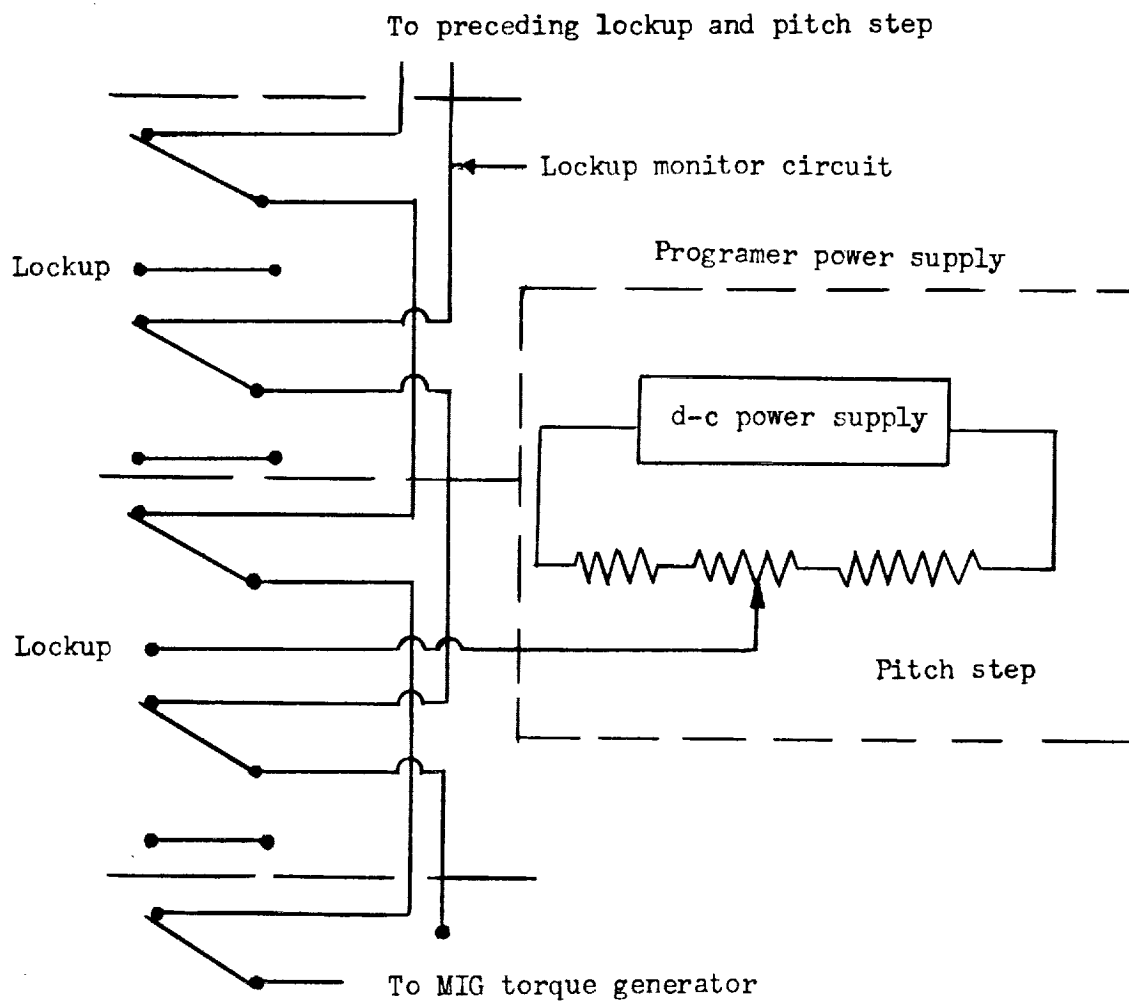 To preceding lockup and pitch step
Lockup monitor circuit
Programer power supply
Lockup
d-c power supply
Lockup
Pitch step
To MIG torque generator